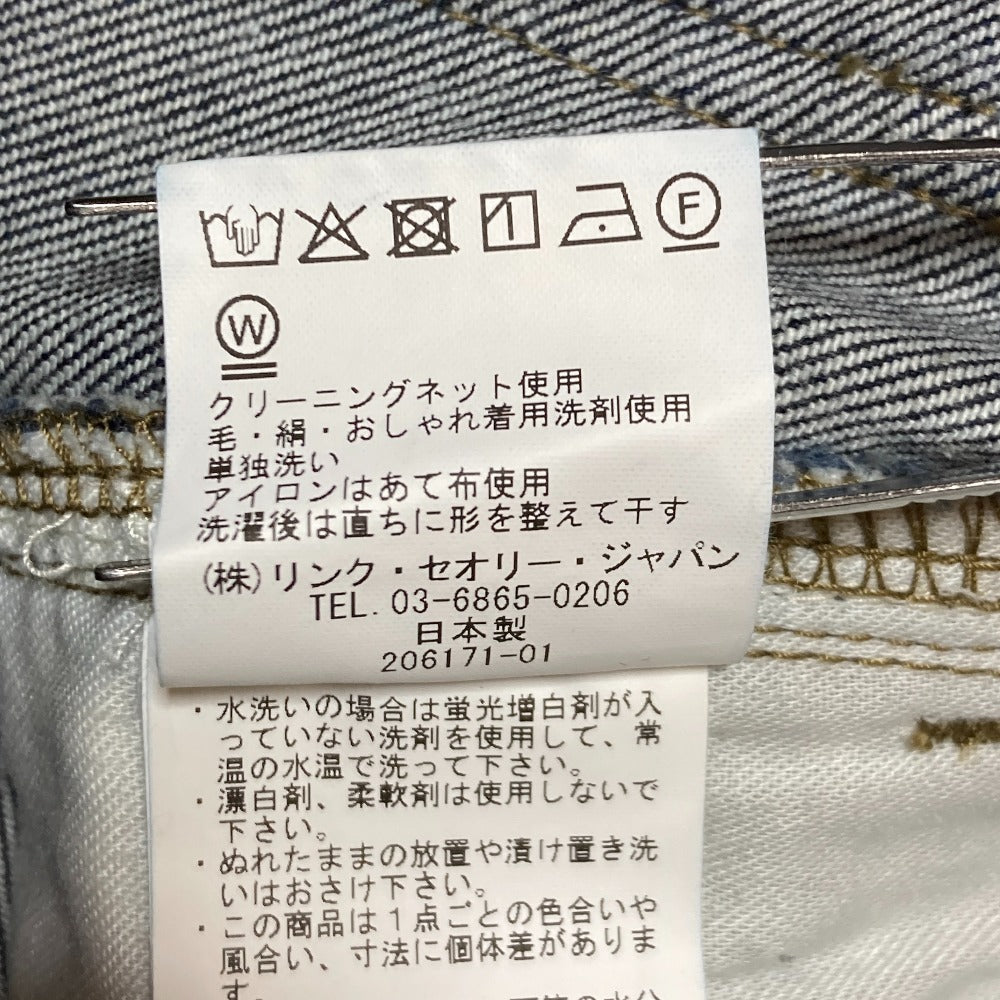 F
W
クリーニングネット使用
毛・絹・おしゃれ着用洗剤使用
単独洗い
アイロンはあて布使用
洗濯後は直ちに形を整えて干す
(株)リンク・セオリー・ジャパン
TEL. 03-6865-0206
日本製
206171-01
・水洗いの場合は蛍光増白剤が入
っていない洗剤を使用して、常
温の水温で洗って下さい。
・漂白剤、柔軟剤は使用しないで
下さい。
・ぬれたままの放置や漬け置き洗
いはおさけ下さい。
・この商品は1点ごとの色合いや
風合い、寸法に個体差がありま
す。